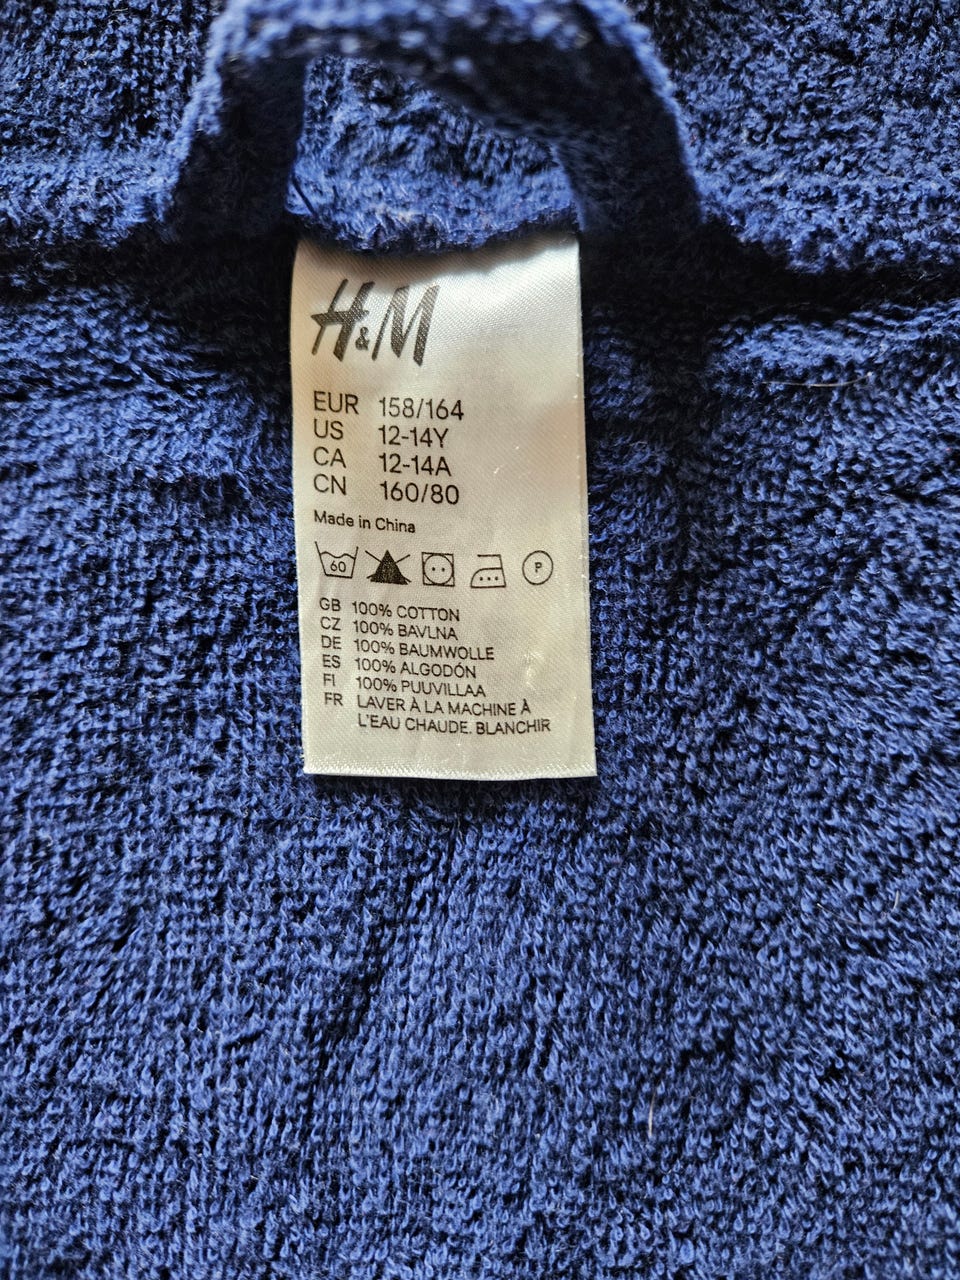 H&M
EUR 158/164
US 12-14Y
CA 12-14A
CN 160/80
Made in China
60 P
GB 100% COTTON
CZ 100% BAVLNA
DE 100% BAUMWOLLE
ES 100% ALGODÓN
FI 100% PUUVILLAA
FR LAVER À LA MACHINE À
L'EAU CHAUDE. BLANCHIR